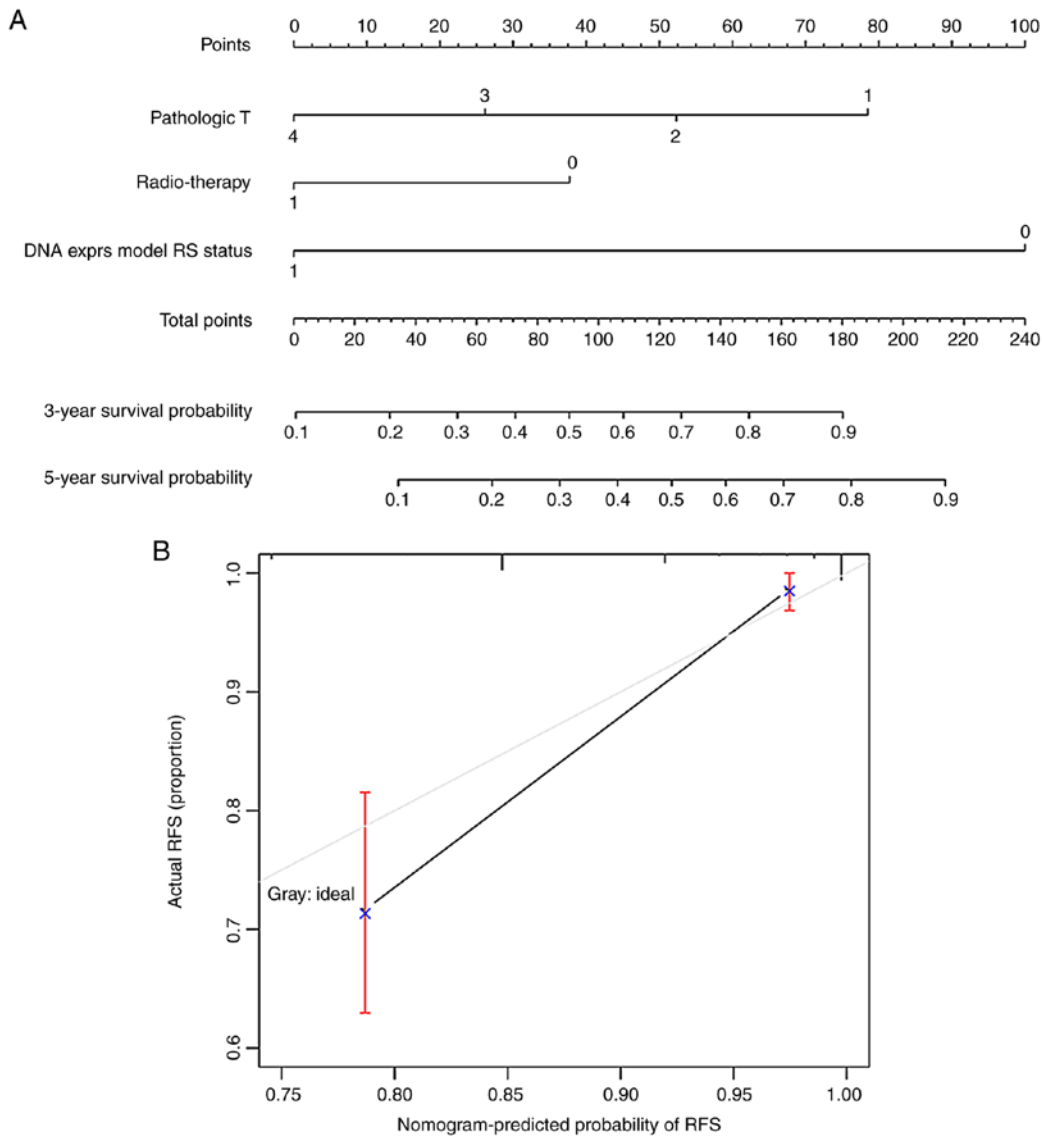 A
Points
0 10 20 30 40 50 60 70 80 90 100
Pathologic T
3 1
4 2
Radio-therapy
0
1
DNA exprs model RS status
0
1
Total points
0 20 40 60 80 100 120 140 160 180 200 220 240
3-year survival probability
0.1 0.2 0.3 0.4 0.5 0.6 0.7 0.8 0.9
5-year survival probability
0.1 0.2 0.3 0.4 0.5 0.6 0.7 0.8 0.9
B
Actual RFS (proportion)
1.0
0.9
0.8
0.7
0.6
Gray: ideal
0.75 0.80 0.85 0.90 0.95 1.00
Nomogram-predicted probability of RFS